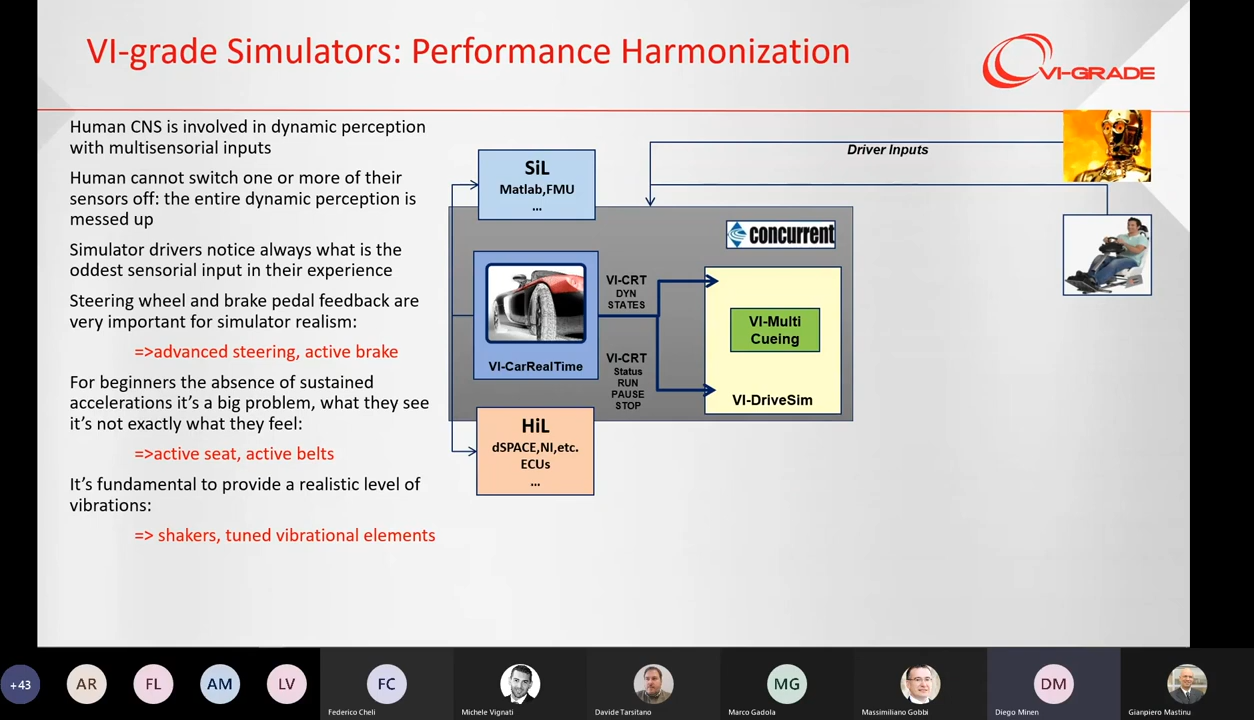 VI-grade Simulators: Performance Harmonization
VI-GRADE
Human CNS is involved in dynamic perception
with multisensorial inputs
Human cannot switch one or more of their
sensors off: the entire dynamic perception is
messed up
Simulator drivers notice always what is the
oddest sensorial input in their experience
Steering wheel and brake pedal feedback are
very important for simulator realism:
=>advanced steering, active brake
For beginners the absence of sustained
accelerations it's a big problem, what they see
it's not exactly what they feel:
=>active seat, active belts
It's fundamental to provide a realistic level of
vibrations:
=> shakers, tuned vibrational elements
SiL
Matlab,FMU
...
Driver Inputs
concurrent
VI-CarRealTime
VI-CRT
DYN
STATES
VI-CRT
Status
RUN
PAUSE
STOP
VI-Multi
Cueing
VI-DriveSim
HiL
dSPACE,NI,etc.
ECUs
...
+43
AR
FL
AM
LV
FC
MG
DM
Federico Cheli
Michele Vignati
Davide Tarsitano
Marco Gadola
Massimiliano Gobbi
Diego Minen
Gianpiero Mastinu